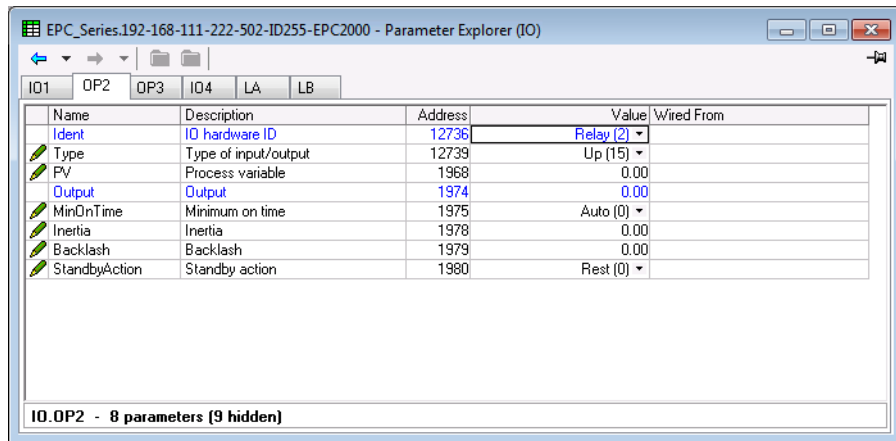 EPC_Series.192-168-111-222-502-ID255-EPC2000 - Parameter Explorer (IO)
IO1 OP2 OP3 IO4 LA LB
Name Description Address Value Wired From
Ident IO hardware ID 12736 Relay (2)
Type Type of input/output 12739 Up (15)
PV Process variable 1968 0.00
Output Output 1974 0.00
MinOnTime Minimum on time 1975 Auto (0)
Inertia Inertia 1978 0.00
Backlash Backlash 1979 0.00
StandbyAction Standby action 1980 Rest (0)
IO.OP2 - 8 parameters (9 hidden)